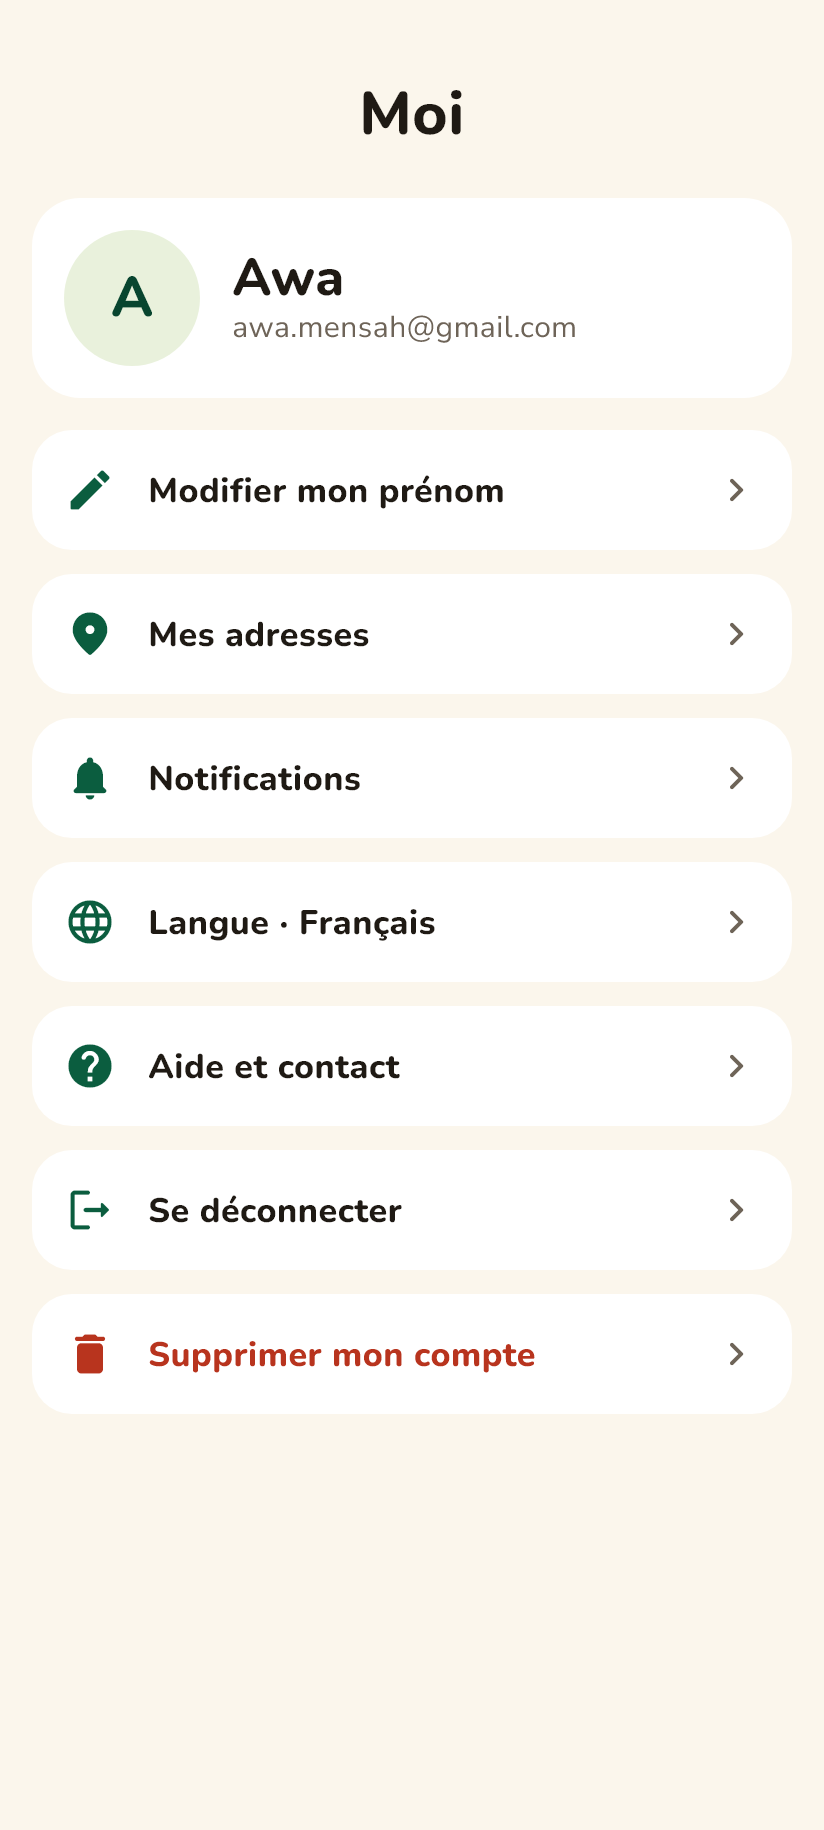 Moi
A
Awa
awa.mensah@gmail.com
Modifier mon prénom
Mes adresses
Notifications
Langue · Français
Aide et contact
Se déconnecter
Supprimer mon compte